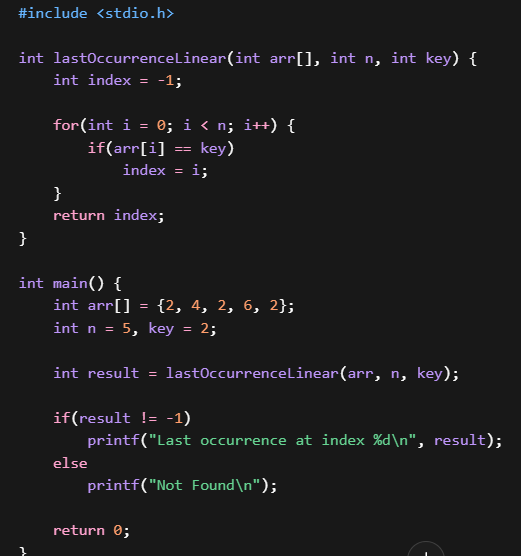 #include <stdio.h>

int lastOccurrenceLinear(int arr[], int n, int key) {
    int index = -1;

    for(int i = 0; i < n; i++) {
        if(arr[i] == key)
            index = i;
    }
    return index;
}

int main() {
    int arr[] = {2, 4, 2, 6, 2};
    int n = 5, key = 2;

    int result = lastOccurrenceLinear(arr, n, key);

    if(result != -1)
        printf("Last occurrence at index %d\n", result);
    else
        printf("Not Found\n");

    return 0;
}